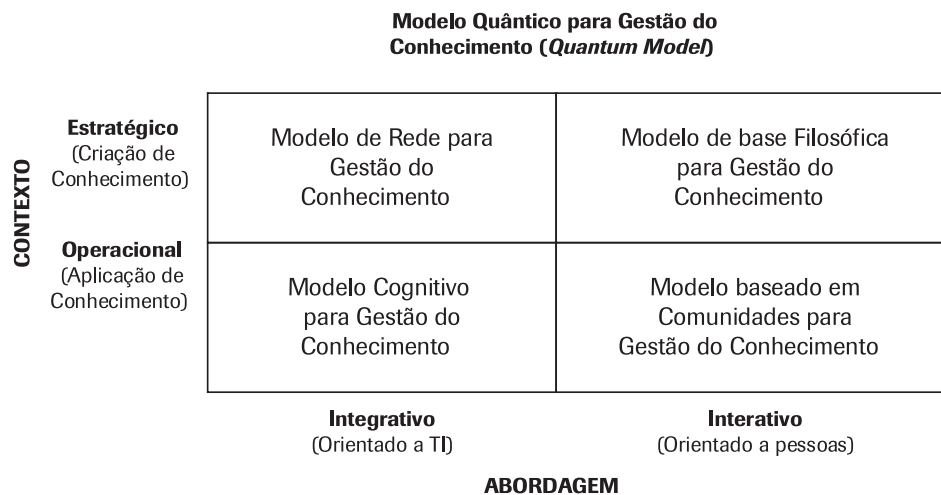 Modelo Quântico para Gestão do
Conhecimento (Quantum Model)
CONTEXTO
Estratégico
(Criação de
Conhecimento)
Modelo de Rede para
Gestão do
Conhecimento
Modelo de base Filosófica
para Gestão do
Conhecimento
Operacional
(Aplicação de
Conhecimento)
Modelo Cognitivo
para Gestão do
Conhecimento
Modelo baseado em
Comunidades para
Gestão do Conhecimento
Integrativo
(Orientado a TI)
Interativo
(Orientado a pessoas)
ABORDAGEM